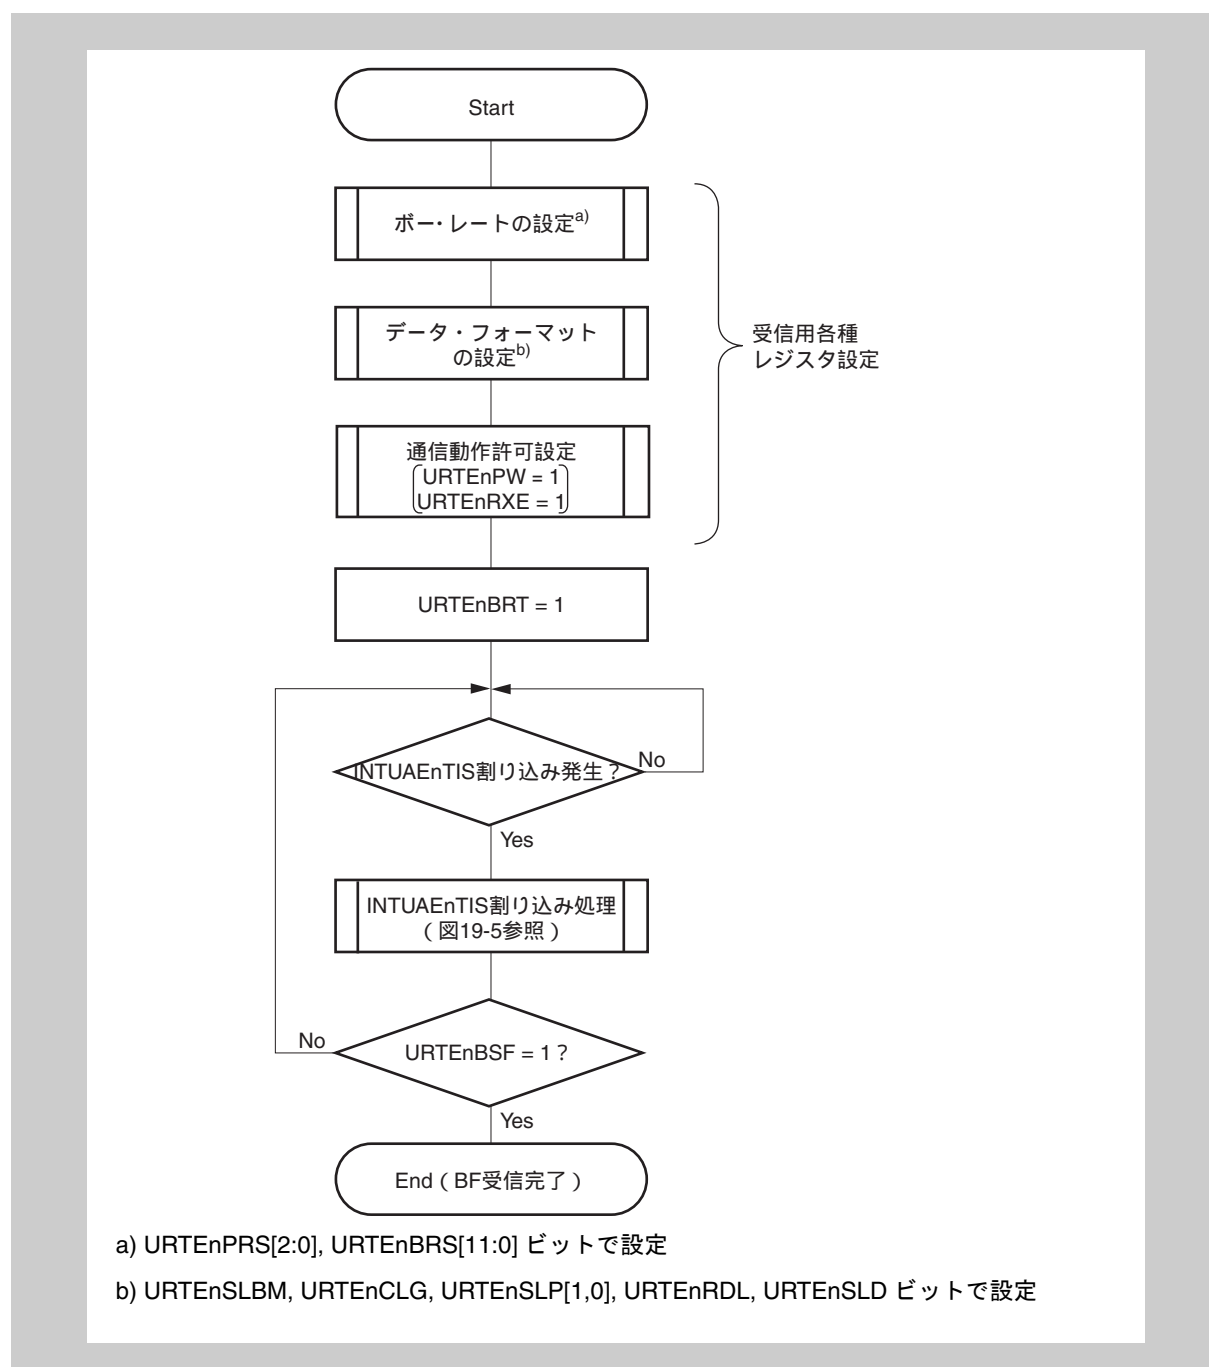 Start
ボー・レートの設定a)
データ・フォーマット
の設定b)
受信用各種
レジスタ設定
通信動作許可設定
URTEnPW = 1
URTEnRXE = 1
URTEnBRT = 1
INTUAEnTIS割り込み発生？
No
Yes
INTUAEnTIS割り込み処理
（図19-5参照）
URTEnBSF = 1？
No
Yes
End（BF受信完了）
a) URTEnPRS[2:0], URTEnBRS[11:0] ビットで設定
b) URTEnSLBM, URTEnCLG, URTEnSLP[1,0], URTEnRDL, URTEnSLD ビットで設定